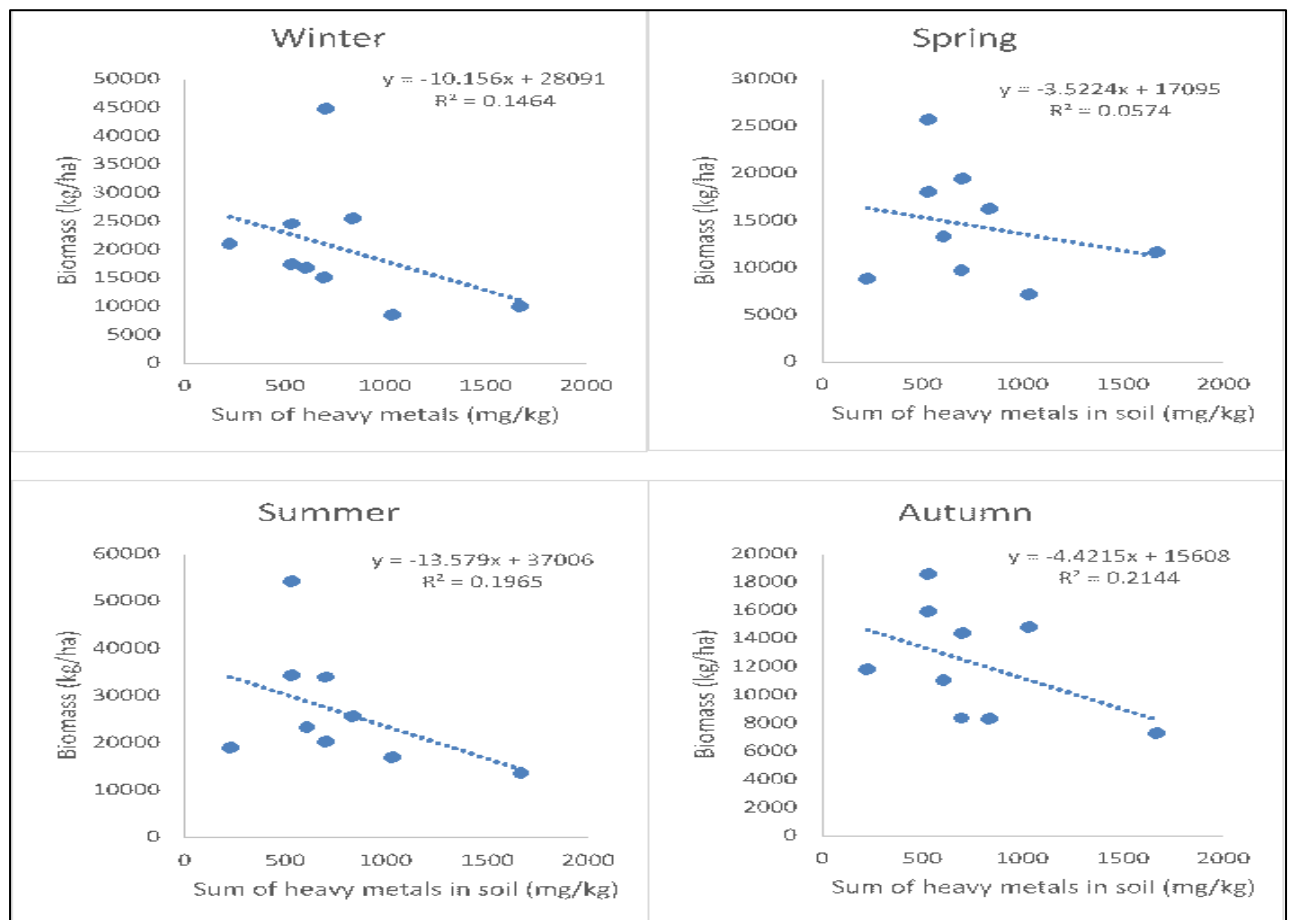 Winter
y = -10.156x + 28091
R² = 0.1464
Biomass (kg/ha)
50000
45000
40000
35000
30000
25000
20000
15000
10000
5000
0
0 500 1000 1500 2000
Sum of heavy metals (mg/kg)
Spring
y = -3.5224x + 17095
R² = 0.0574
Biomass (kg/ha)
30000
25000
20000
15000
10000
5000
0
0 500 1000 1500 2000
Sum of heavy metals in soil (mg/kg)
Summer
y = -13.579x + 37006
R² = 0.1965
Biomass (kg/ha)
60000
50000
40000
30000
20000
10000
0
0 500 1000 1500 2000
Sum of heavy metals in soil (mg/kg)
Autumn
y = -4.4215x + 15608
R² = 0.2144
Biomass (kg/ha)
20000
18000
16000
14000
12000
10000
8000
6000
4000
2000
0
0 500 1000 1500 2000
Sum of heavy metals in soil (mg/kg)